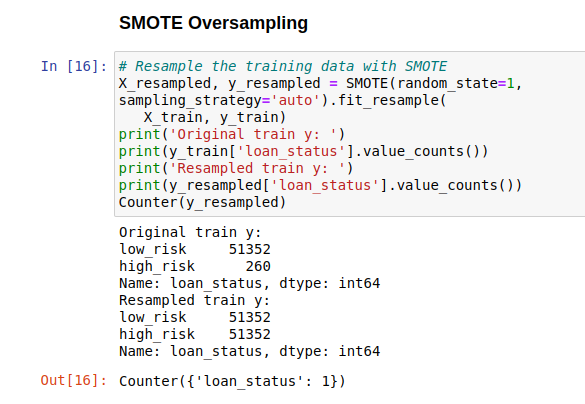 SMOTE Oversampling
In [16]: # Resample the training data with SMOTE
X_resampled, y_resampled = SMOTE(random_state=1,
sampling_strategy='auto').fit_resample(
    X_train, y_train)
print('Original train y: ')
print(y_train['loan_status'].value_counts())
print('Resampled train y: ')
print(y_resampled['loan_status'].value_counts())
Counter(y_resampled)
Original train y:
low_risk     51352
high_risk      260
Name: loan_status, dtype: int64
Resampled train y:
low_risk     51352
high_risk    51352
Name: loan_status, dtype: int64
Out[16]: Counter({'loan_status': 1})